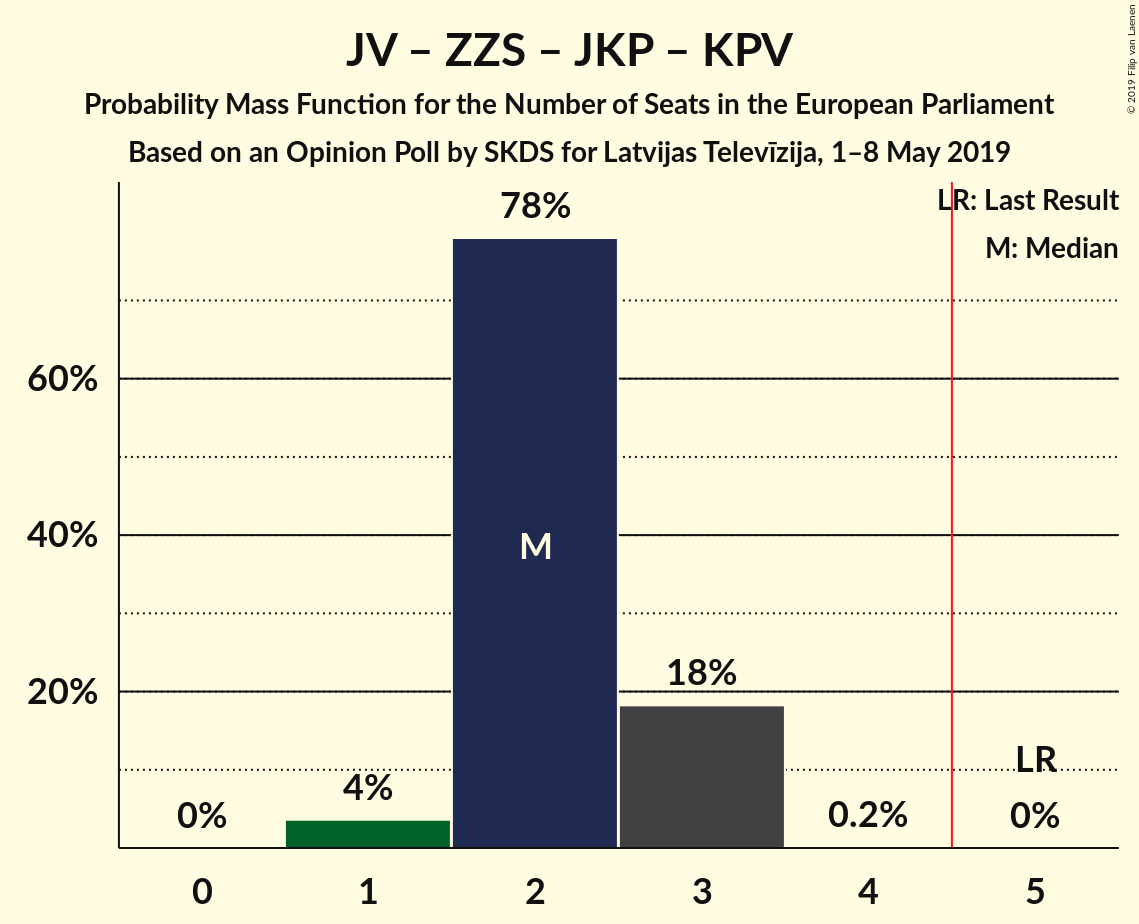 JV – ZZS – JKP – KPV
Probability Mass Function for the Number of Seats in the European Parliament
Based on an Opinion Poll by SKDS for Latvijas Televīzija, 1–8 May 2019
© 2019 Filip van Laenen
LR: Last Result
M: Median
78%
60%
40%
M
20%
18%
LR
0%
4%
0.2%
0%
0 1 2 3 4 5